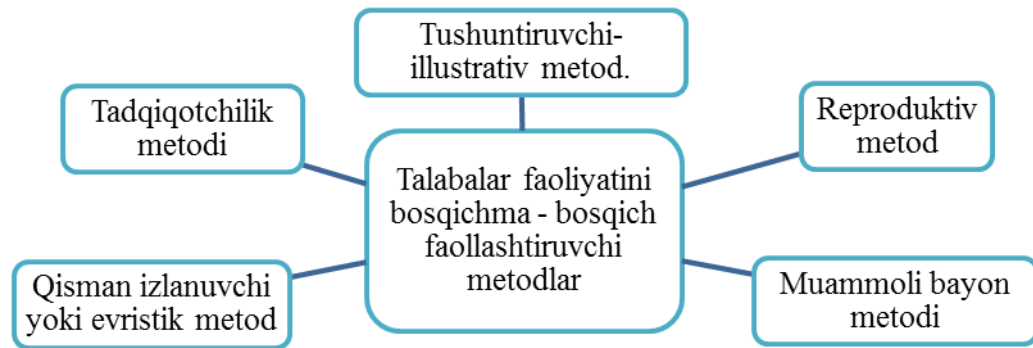 Tushuntiruvchi-
illustrativ metod.
Tadqiqotchilik
metodi
Reproduktiv
metod
Talabalar faoliyatini
bosqichma - bosqich
faollashtiruvchi
metodlar
Qisman izlanuvchi
yoki evristik metod
Muammoli bayon
metodi